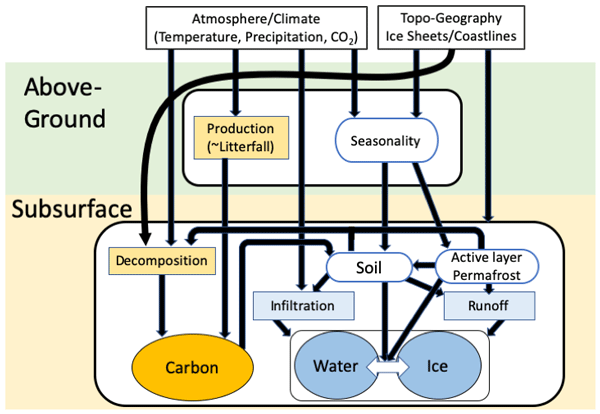 Atmosphere/Climate
(Temperature, Precipitation, CO₂)
Topo-Geography
Ice Sheets/Coastlines
Above-
Ground
Production
(~Litterfall)
Seasonality
Subsurface
Decomposition
Soil
Active layer
Permafrost
Infiltration
Runoff
Carbon
Water
Ice